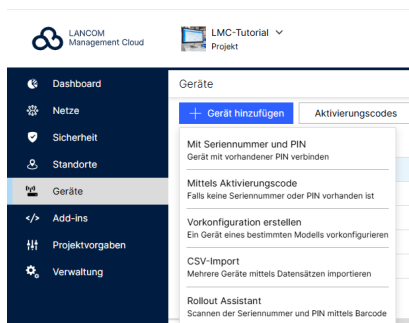 LANCOM
Management Cloud
LMC-Tutorial
Projekt
Dashboard
Netze
Sicherheit
Standorte
Geräte
Add-ins
Projektvorgaben
Verwaltung
Geräte
Gerät hinzufügen
Aktivierungscodes
Mit Seriennummer und PIN
Gerät mit vorhandener PIN verbinden
Mittels Aktivierungscode
Falls keine Seriennummer oder PIN vorhanden ist
Vorkonfiguration erstellen
Ein Gerät eines bestimmten Modells vorkonfigurieren
CSV-Import
Mehrere Geräte mittels Datensätzen importieren
Rollout Assistant
Scannen der Seriennummer und PIN mittels Barcode